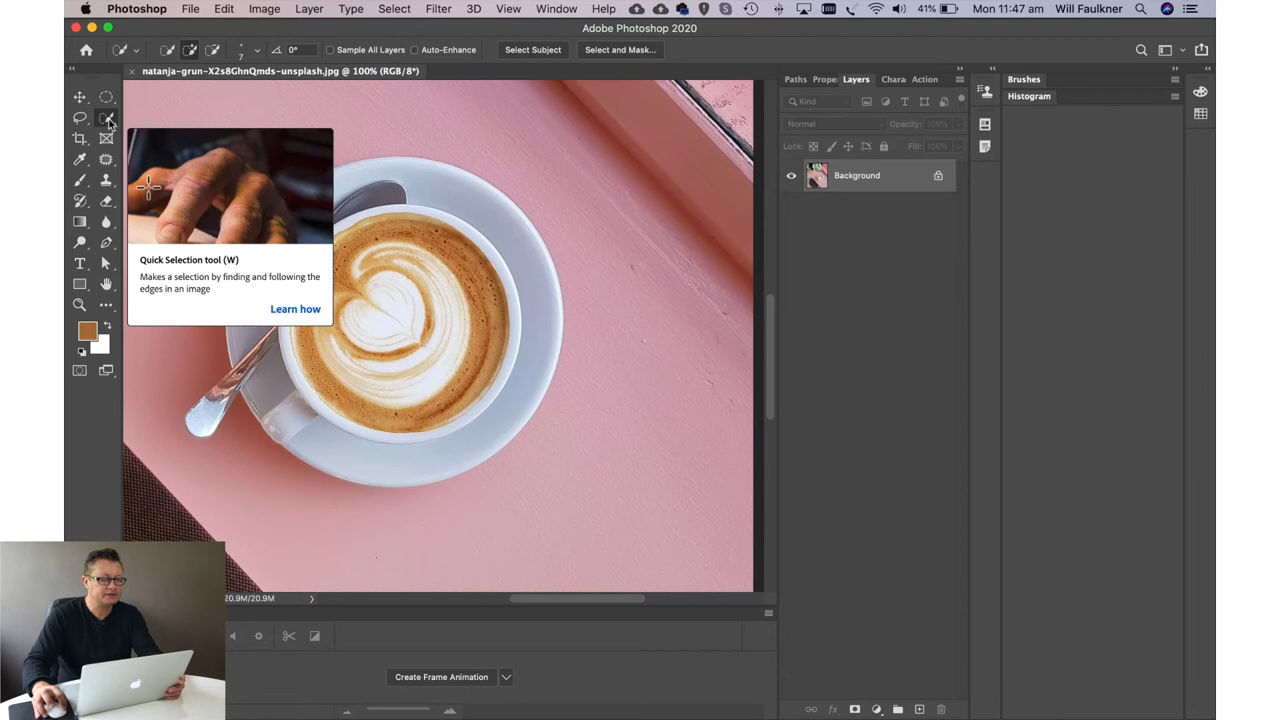 Photoshop File Edit Image Layer Type Select Filter 3D View Window Help 41% Mon 11:47 am Will Faulkner
Adobe Photoshop 2020
7 0° Sample All Layers Auto-Enhance Select Subject Select and Mask...
natanja-grun-X2s8GhnQmds-unsplash.jpg @ 100% (RGB/8*)
Paths Prope Layers Chara Action
Brushes
Histogram
Kind
Normal Opacity: 100%
Lock: Fill: 100%
Background
Quick Selection tool (W)
Makes a selection by finding and following the
edges in an image
Learn how
20.9M/20.9M
Create Frame Animation
fx